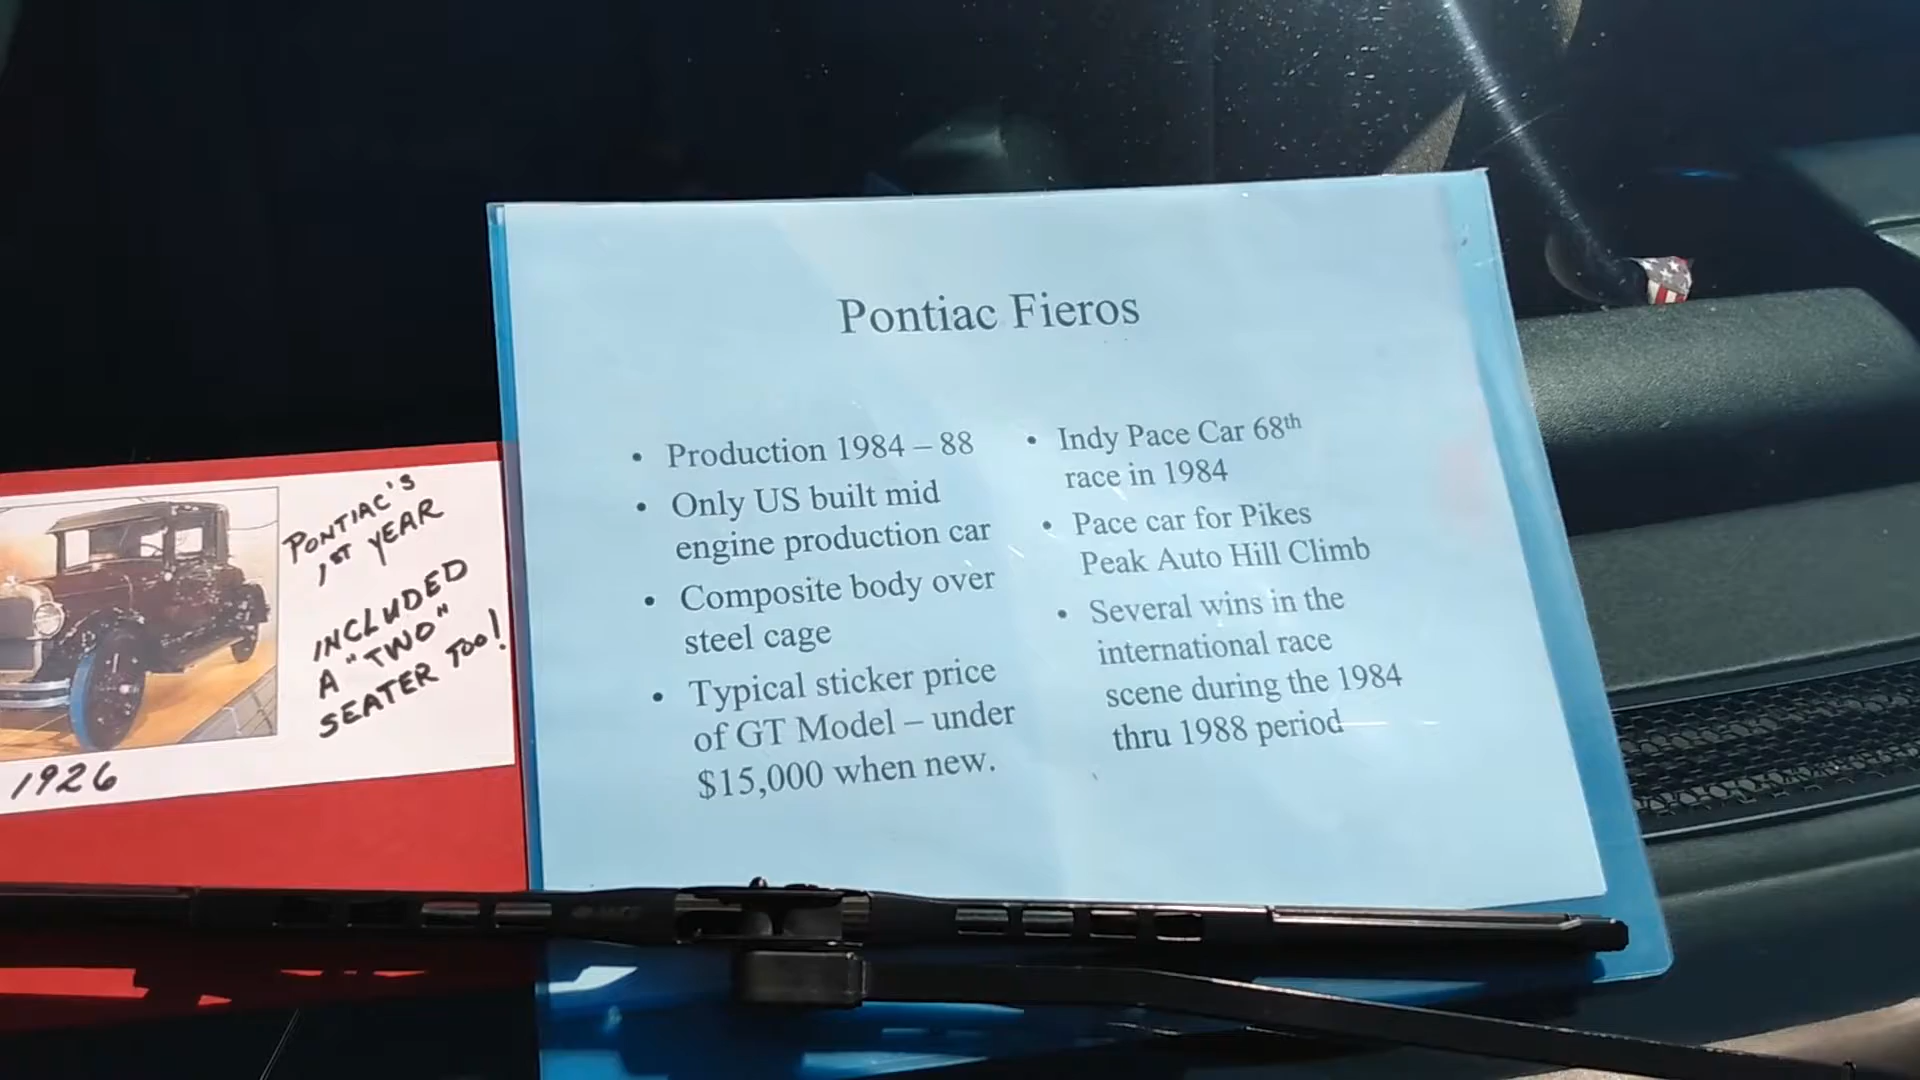 PONTIAC'S
1ST YEAR
INCLUDED
A "TWO"
SEATER TOO!
1926
Pontiac Fieros
• Production 1984 – 88
• Only US built mid
engine production car
• Composite body over
steel cage
• Typical sticker price
of GT Model – under
$15,000 when new.
• Indy Pace Car 68th
race in 1984
• Pace car for Pikes
Peak Auto Hill Climb
• Several wins in the
international race
scene during the 1984
thru 1988 period